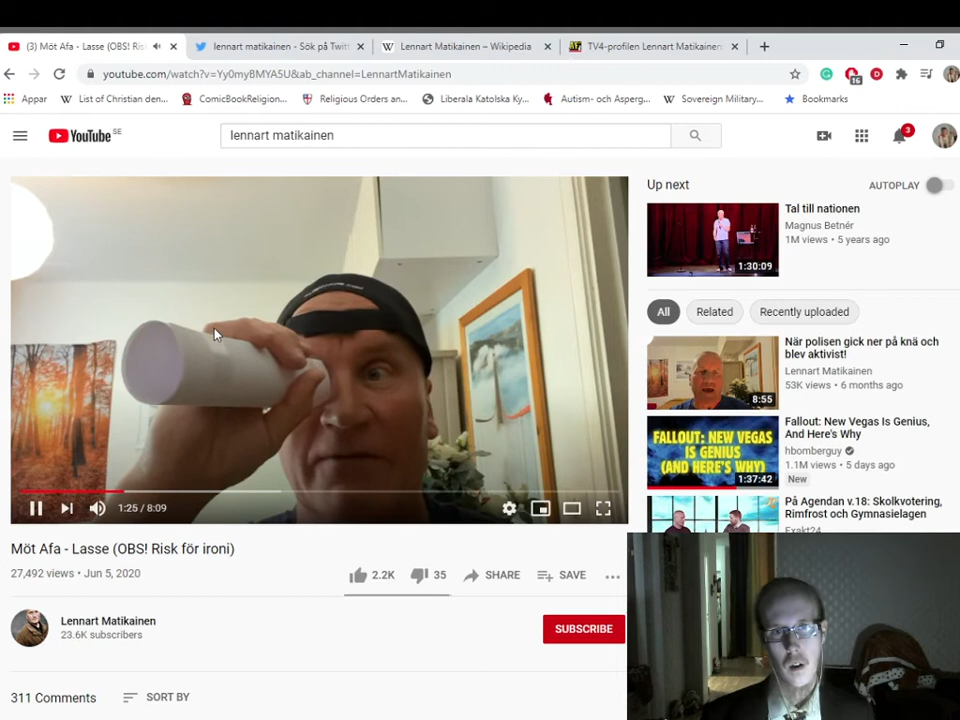 (3) Möt Afa - Lasse (OBS! Ris
lennart matikainen - Sök på Twitt
Lennart Matikainen – Wikipedia
TV4-profilen Lennart Matikainen
youtube.com/watch?v=Yy0myBMYA5U&ab_channel=LennartMatikainen
16
Appar
List of Christian den...
ComicBookReligion...
Religious Orders an...
Liberala Katolska Ky...
Autism- och Asperg...
Sovereign Military...
Bookmarks
YouTube SE
lennart matikainen
3
Up next
AUTOPLAY
Tal till nationen
Magnus Betnér
1M views • 5 years ago
1:30:09
All
Related
Recently uploaded
När polisen gick ner på knä och
blev aktivist!
Lennart Matikainen
53K views • 6 months ago
8:55
FALLOUT: NEW VEGAS
IS GENIUS
(AND HERE'S WHY)
1:37:42
Fallout: New Vegas Is Genius,
And Here's Why
hbomberguy
1.1M views • 5 days ago
New
På Agendan v.18: Skolkvotering,
Rimfrost och Gymnasielagen
Exakt24
1:25 / 8:09
Möt Afa - Lasse (OBS! Risk för ironi)
27,492 views • Jun 5, 2020
2.2K
35
SHARE
SAVE
Lennart Matikainen
23.6K subscribers
SUBSCRIBE
311 Comments
SORT BY